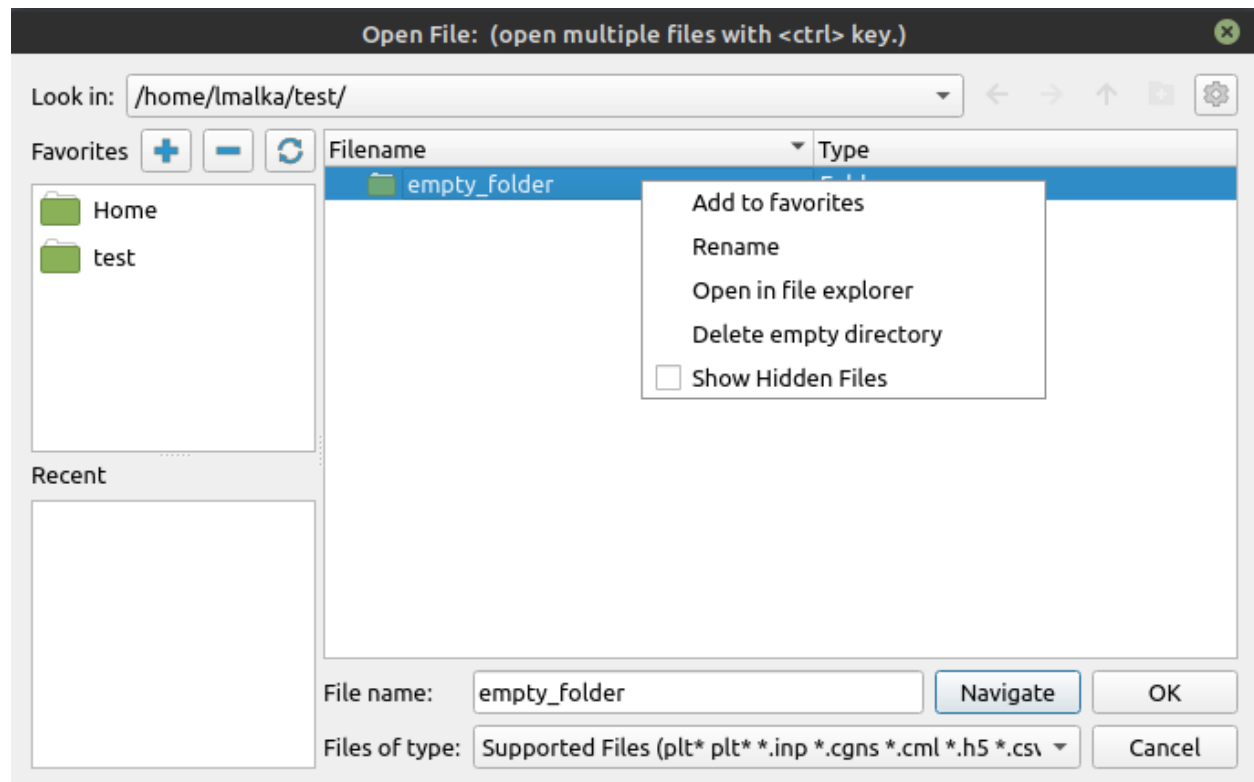 Open File: (open multiple files with <ctrl> key.)
Look in: /home/lmalka/test/
Favorites
Home
test
Recent
Filename Type
empty_folder
Add to favorites
Rename
Open in file explorer
Delete empty directory
Show Hidden Files
File name: empty_folder Navigate OK
Files of type: Supported Files (plt* plt* *.inp *.cgns *.cml *.h5 *.csv Cancel